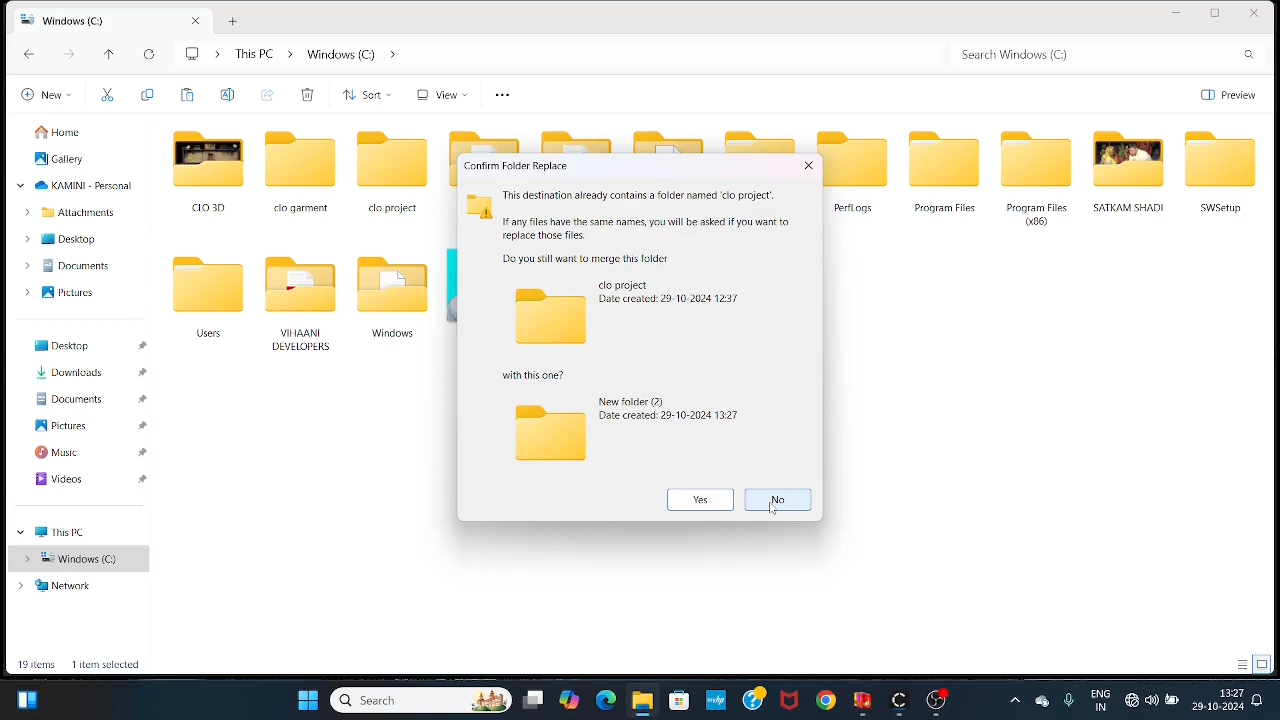 Windows (C:)
This PC
Windows (C:)
Search Windows (C:)
New
Sort
View
Preview
Home
Gallery
KAMINI - Personal
Attachments
Desktop
Documents
Pictures
Desktop
Downloads
Documents
Pictures
Music
Videos
This PC
Windows (C:)
Network
CLO 3D
clo garment
clo project
PerfLogs
Program Files
Program Files
(x86)
SATKAM SHADI
SWSetup
Users
VIHAANI
DEVELOPERS
Windows
Confirm Folder Replace
This destination already contains a folder named 'clo project'.
If any files have the same names, you will be asked if you want to
replace those files.
Do you still want to merge this folder
clo project
Date created: 29-10-2024 12:37
with this one?
New folder (2)
Date created: 29-10-2024 13:27
Yes
No
19 items
1 item selected
Search
myhp
ENG
IN
13:27
29-10-2024